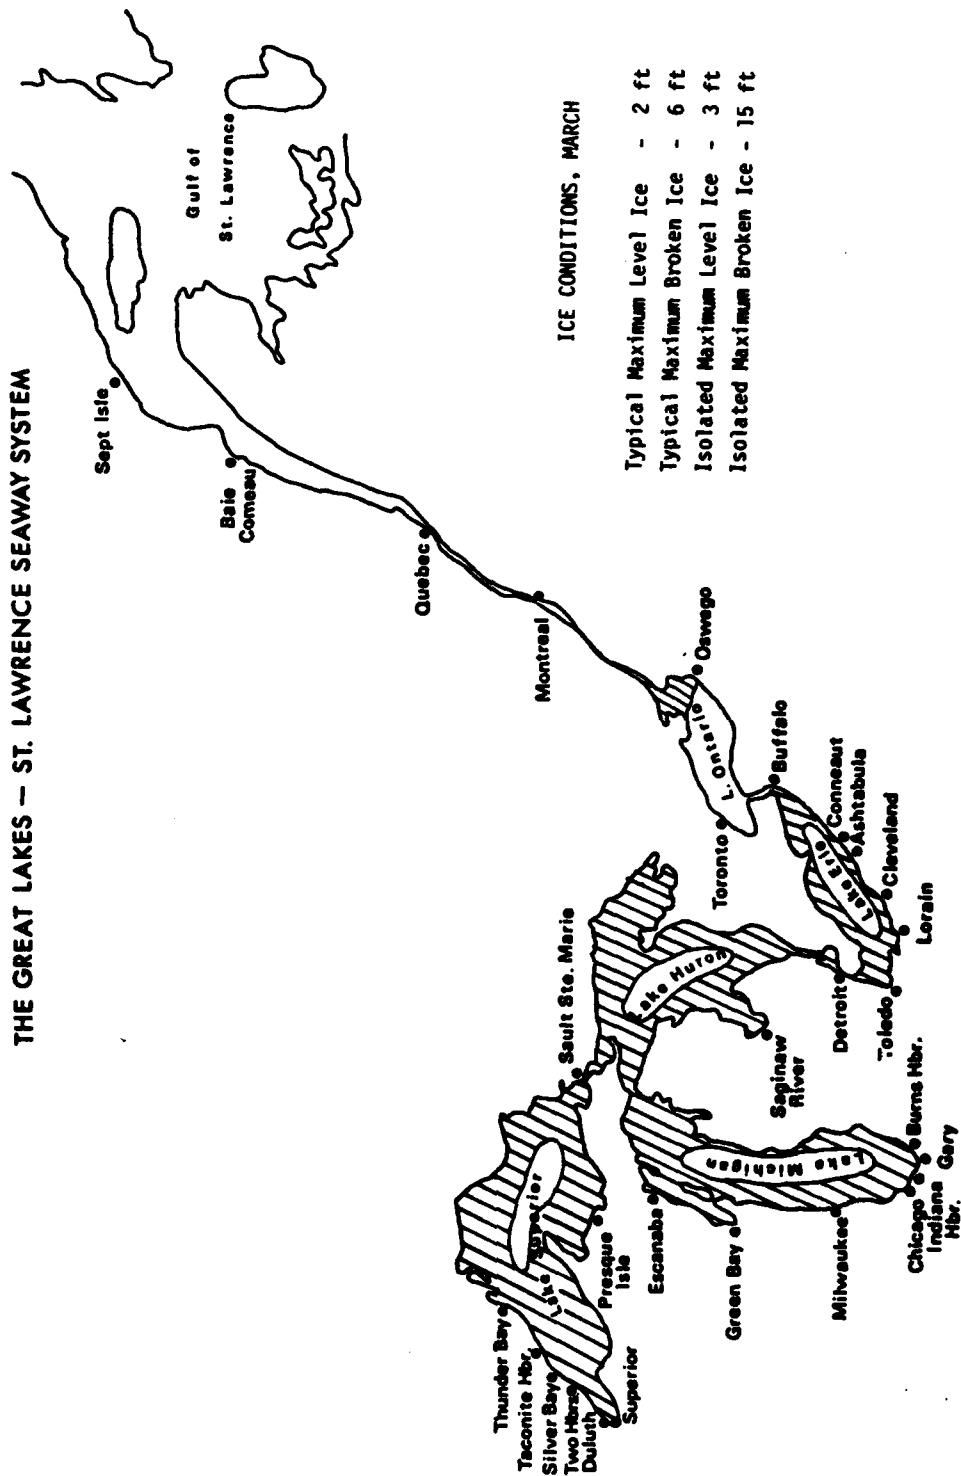 THE GREAT LAKES — ST. LAWRENCE SEAWAY SYSTEM
Gulf of
St. Lawrence
Sept Isle
Baie
Comeau
Quebec
Montreal
Oswego
L. Ontario
Toronto
Buffalo
Conneaut
Ashtabula
Lake Erie
Cleveland
Lorain
Toledo
Detroit
Lake Huron
Saginaw
River
Sault Ste. Marie
Lake Superior
Thunder Bay
Taconite Hbr.
Silver Bay
Two Hbrs
Duluth
Superior
Presque
Isle
Escanaba
Green Bay
Lake Michigan
Milwaukee
Chicago
Indiana
Hbr.
Gary
Burns Hbr.
ICE CONDITIONS, MARCH
Typical Maximum Level Ice - 2 ft
Typical Maximum Broken Ice - 6 ft
Isolated Maximum Level Ice - 3 ft
Isolated Maximum Broken Ice - 15 ft